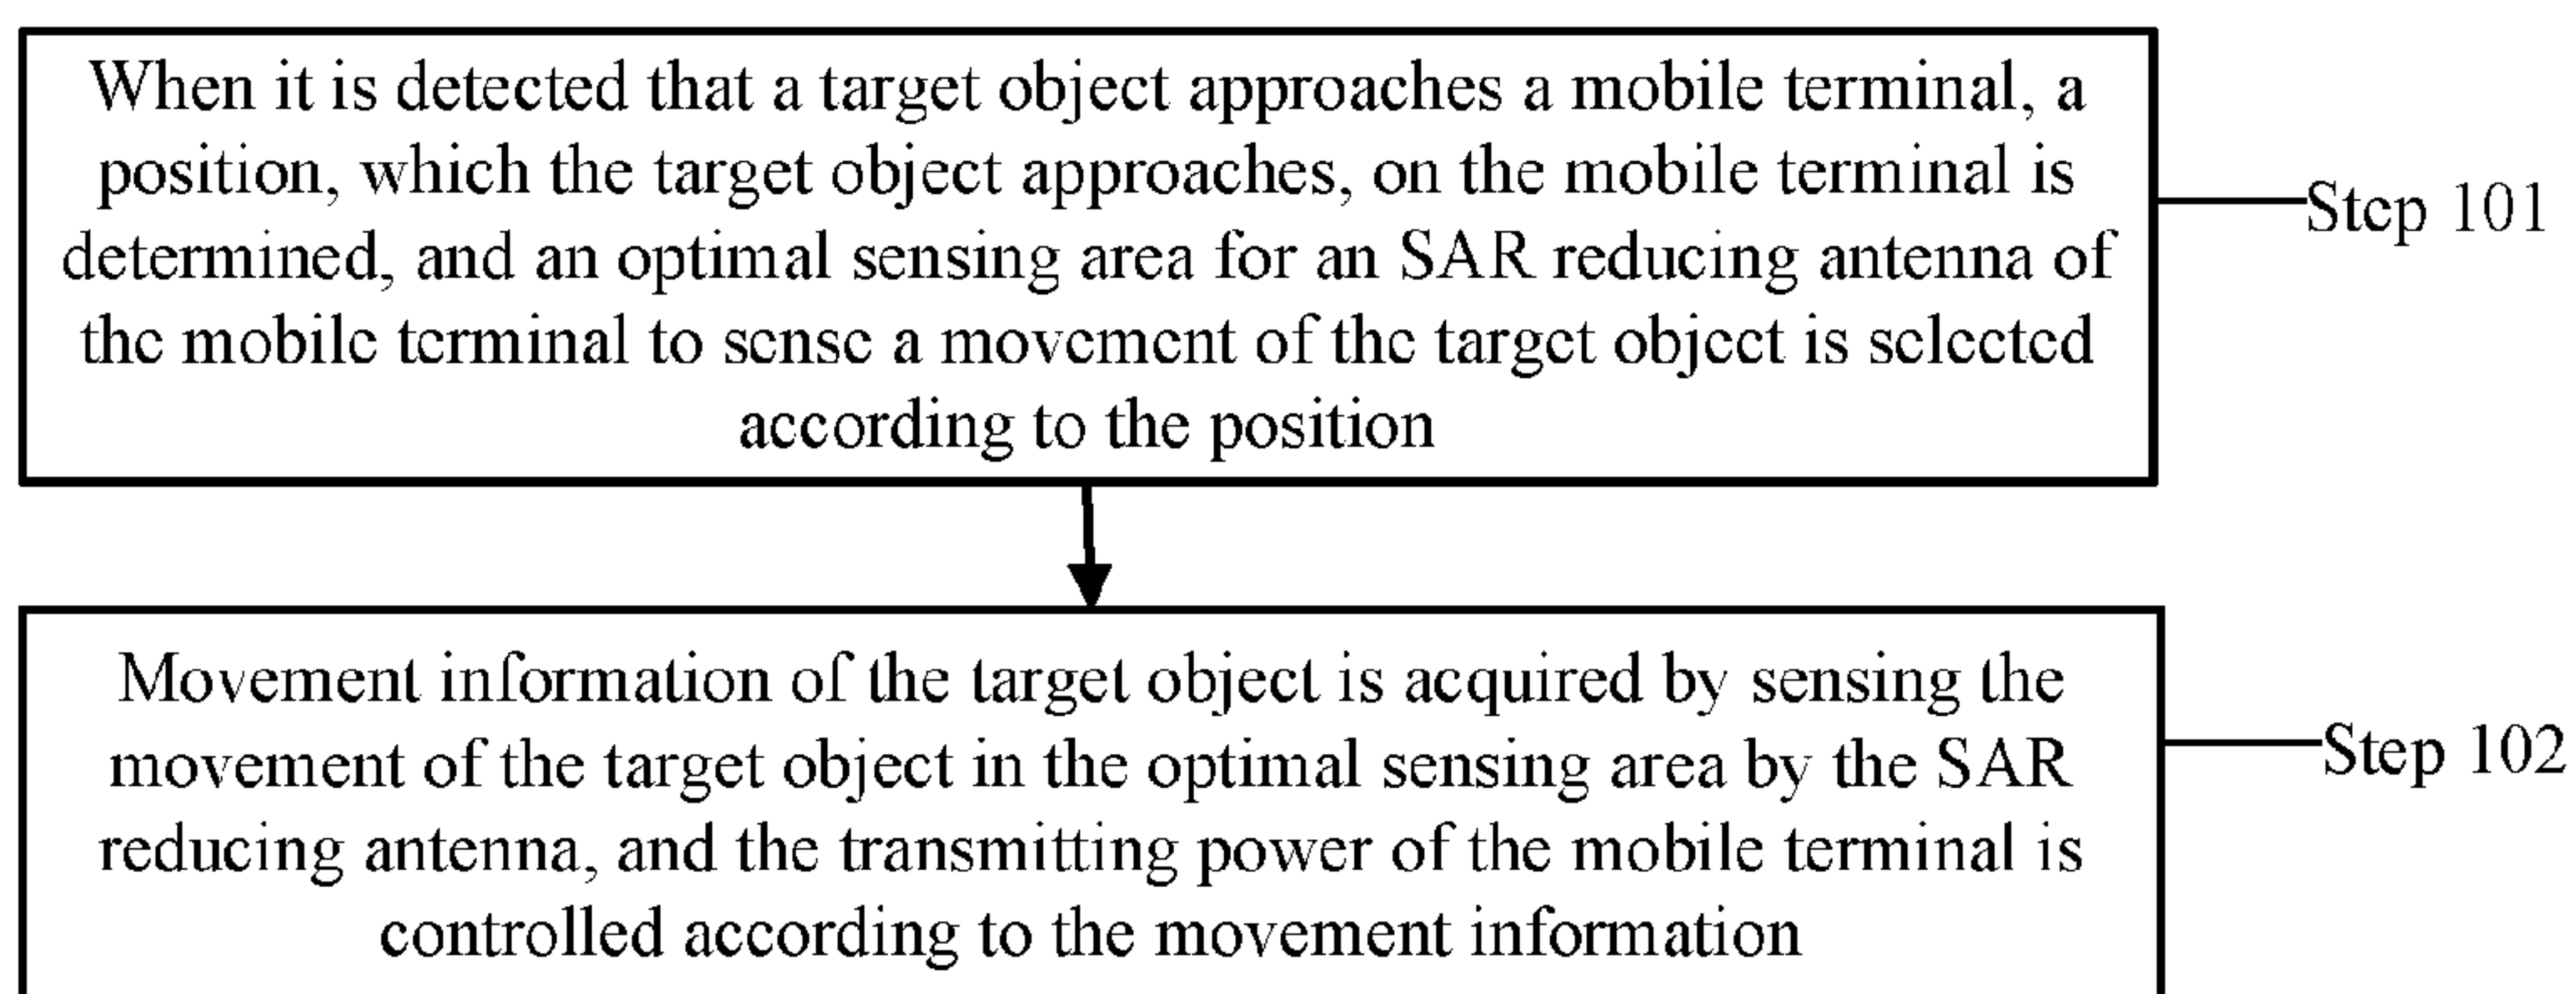 When it is detected that a target object approaches a mobile terminal, a
position, which the target object approaches, on the mobile terminal is
determined, and an optimal sensing area for an SAR reducing antenna of
the mobile terminal to sense a movement of the target object is selected
according to the position
Step 101
Movement information of the target object is acquired by sensing the
movement of the target object in the optimal sensing area by the SAR
reducing antenna, and the transmitting power of the mobile terminal is
controlled according to the movement information
Step 102